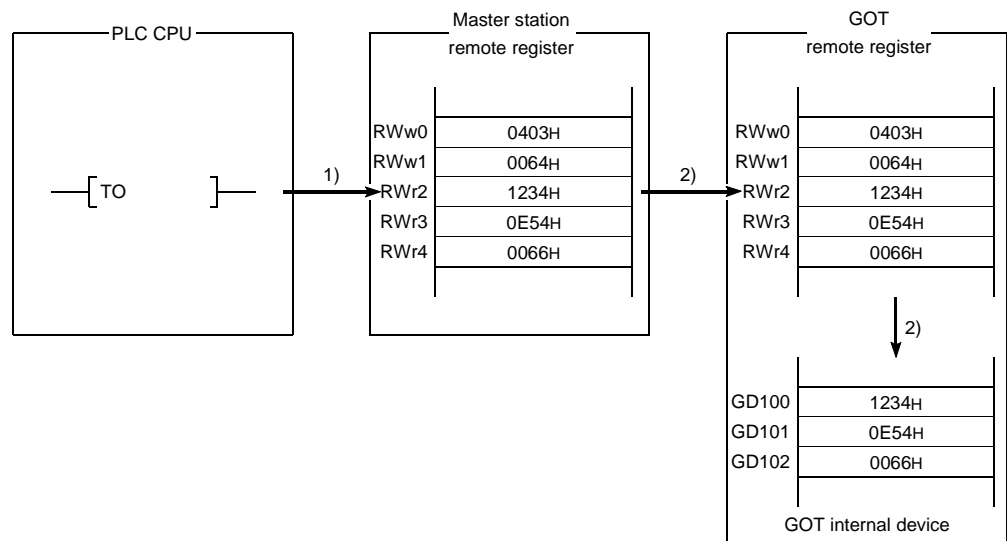 PLC CPU
TO
1)
Master station
remote register
RWw0 0403H
RWw1 0064H
RWr2 1234H
RWr3 0E54H
RWr4 0066H
2)
GOT
remote register
RWw0 0403H
RWw1 0064H
RWr2 1234H
RWr3 0E54H
RWr4 0066H
2)
GD100 1234H
GD101 0E54H
GD102 0066H
GOT internal device